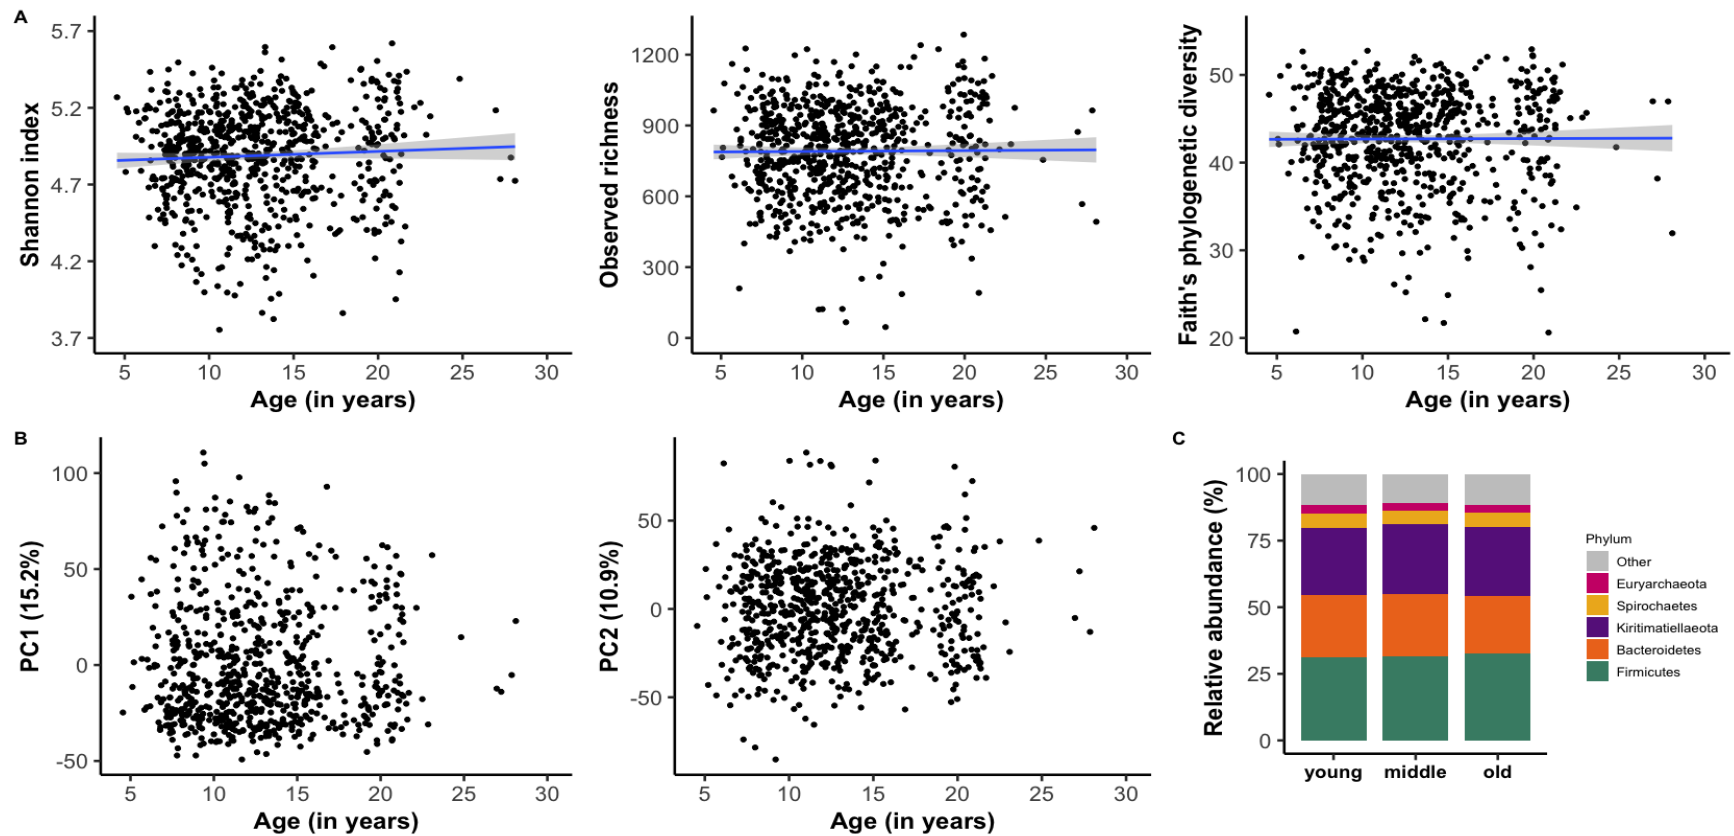 A
Shannon index
5.7
5.2
4.7
4.2
3.7
5 10 15 20 25 30
Age (in years)
Observed richness
1200
900
600
300
0
5 10 15 20 25 30
Age (in years)
Faith's phylogenetic diversity
50
40
30
20
5 10 15 20 25 30
Age (in years)
B
PC1 (15.2%)
100
50
0
-50
5 10 15 20 25 30
Age (in years)
PC2 (10.9%)
50
0
-50
5 10 15 20 25 30
Age (in years)
C
Relative abundance (%)
100
75
50
25
0
young middle old
Phylum
Other
Euryarchaeota
Spirochaetes
Kiritimatiellaeota
Bacteroidetes
Firmicutes